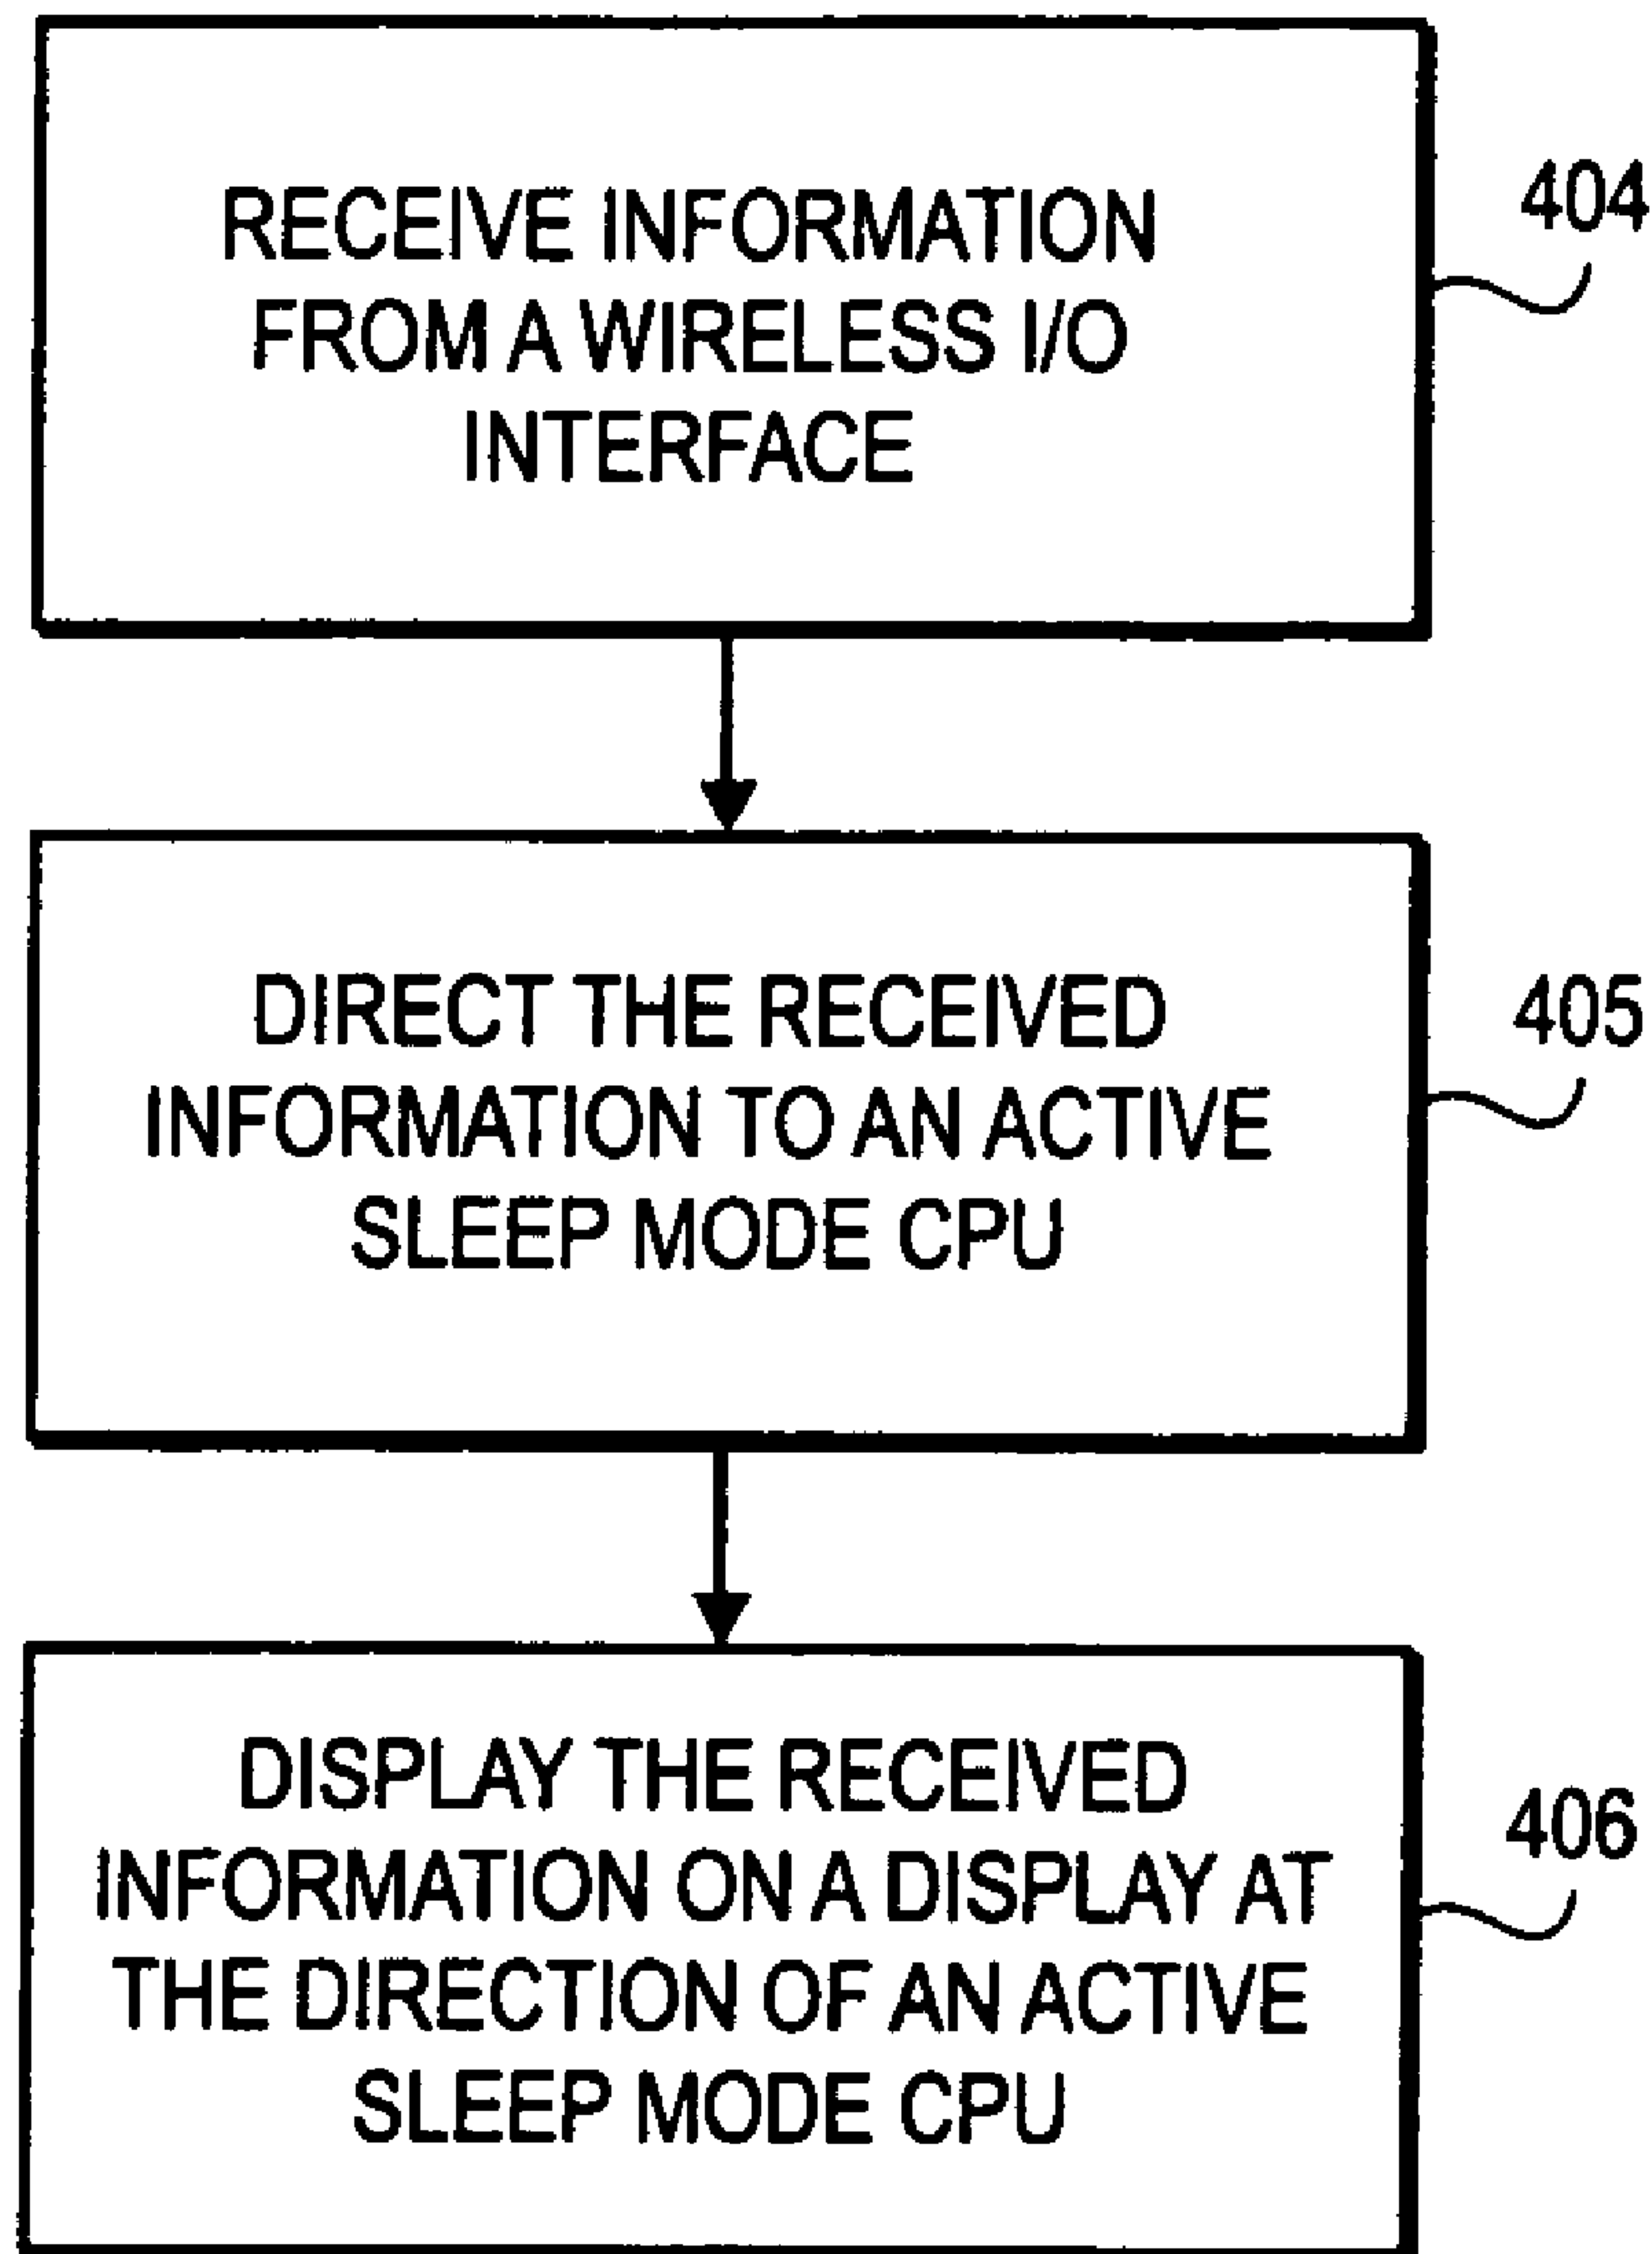 RECEIVE INFORMATION
FROM A WIRELESS I/O
INTERFACE
404
DIRECT THE RECEIVED
INFORMATION TO AN ACTIVE
SLEEP MODE CPU
405
DISPLAY THE RECEIVED
INFORMATION ON A DISPLAY AT
THE DIRECTION OF AN ACTIVE
SLEEP MODE CPU
406